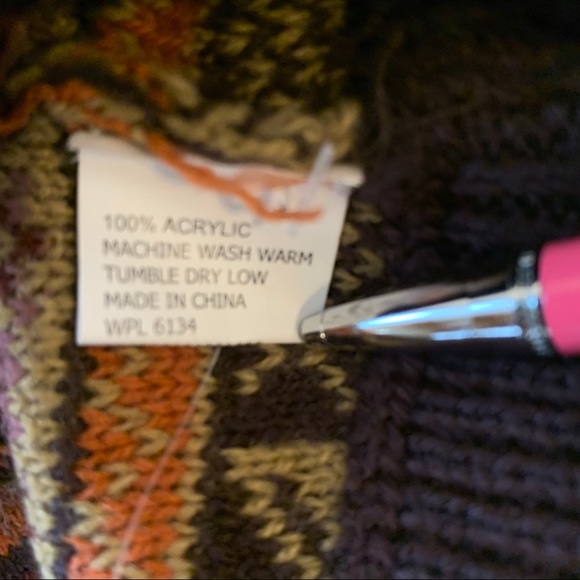 100% ACRYLIC
MACHINE WASH WARM
TUMBLE DRY LOW
MADE IN CHINA
WPL 6134